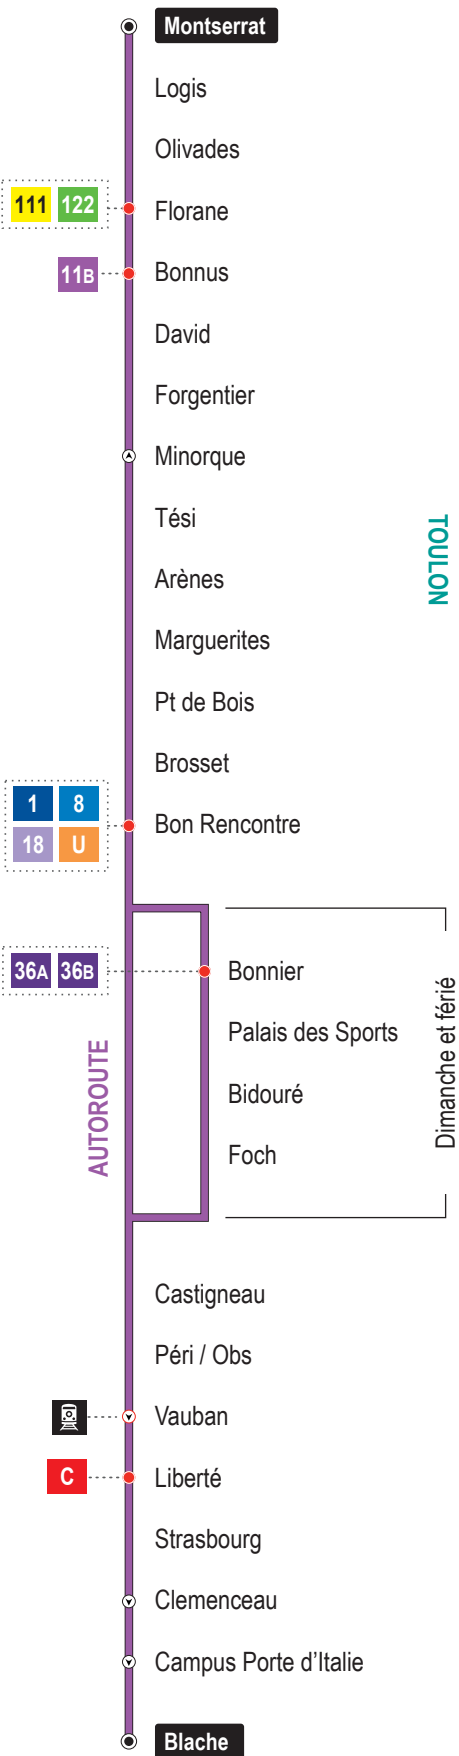 Montserrat
Logis
Olivades
111 122
Florane
11B
Bonnus
David
Forgentier
Minorque
Tési
TOULON
Arènes
Marguerites
Pt de Bois
Brosset
1 8
18 U
Bon Rencontre
36A 36B
Bonnier
Palais des Sports
Bidouré
Foch
Dimanche et férié
AUTOROUTE
Castigneau
Péri / Obs
Vauban
C
Liberté
Strasbourg
Clemenceau
Campus Porte d'Italie
Blache